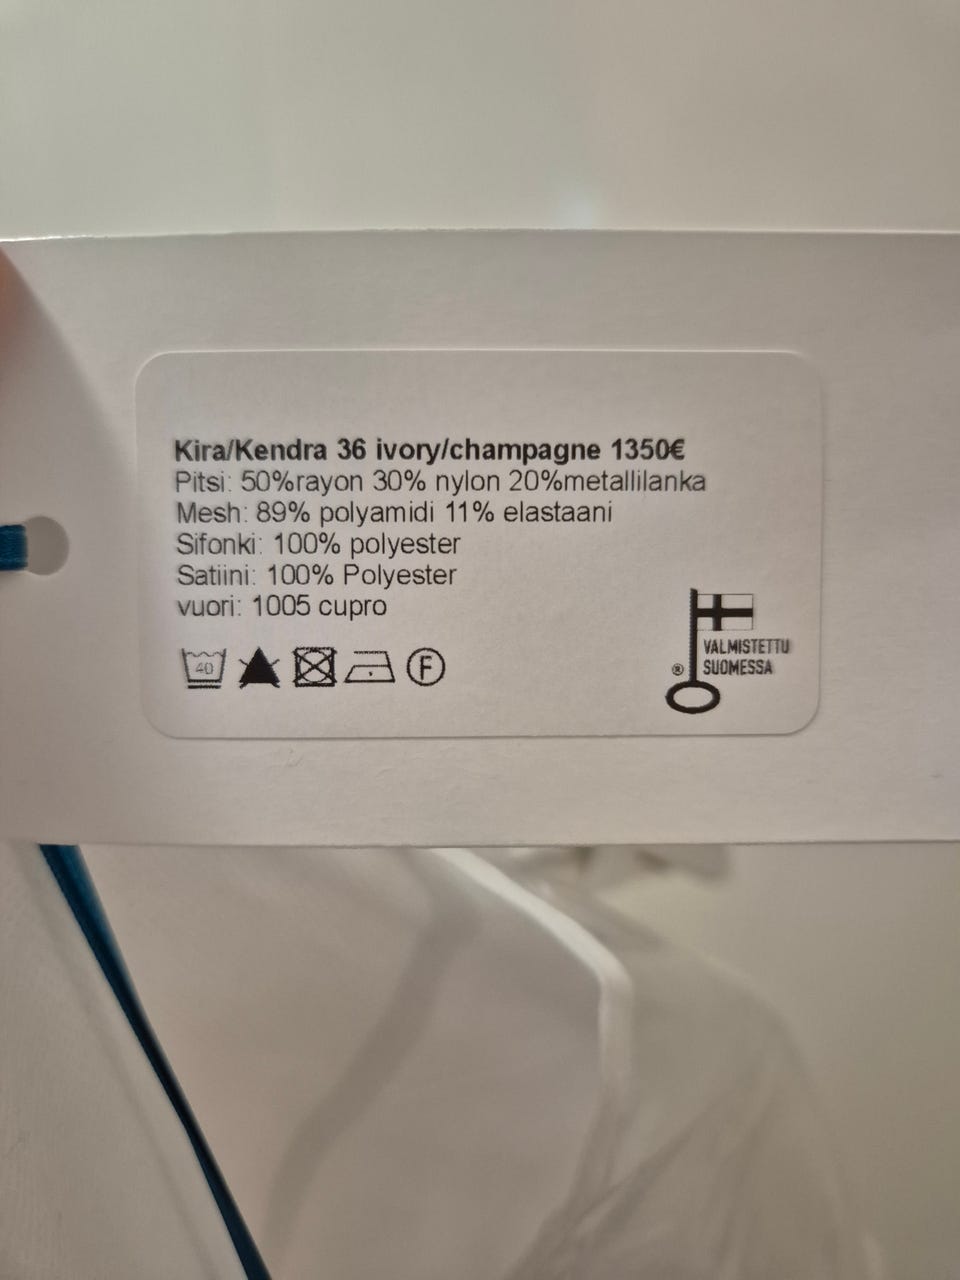 Kira/Kendra 36 ivory/champagne 1350€
Pitsi: 50%rayon 30% nylon 20%metallilanka
Mesh: 89% polyamidi 11% elastaani
Sifonki: 100% polyester
Satiini: 100% Polyester
vuori: 1005 cupro
40
F
VALMISTETTU
® SUOMESSA